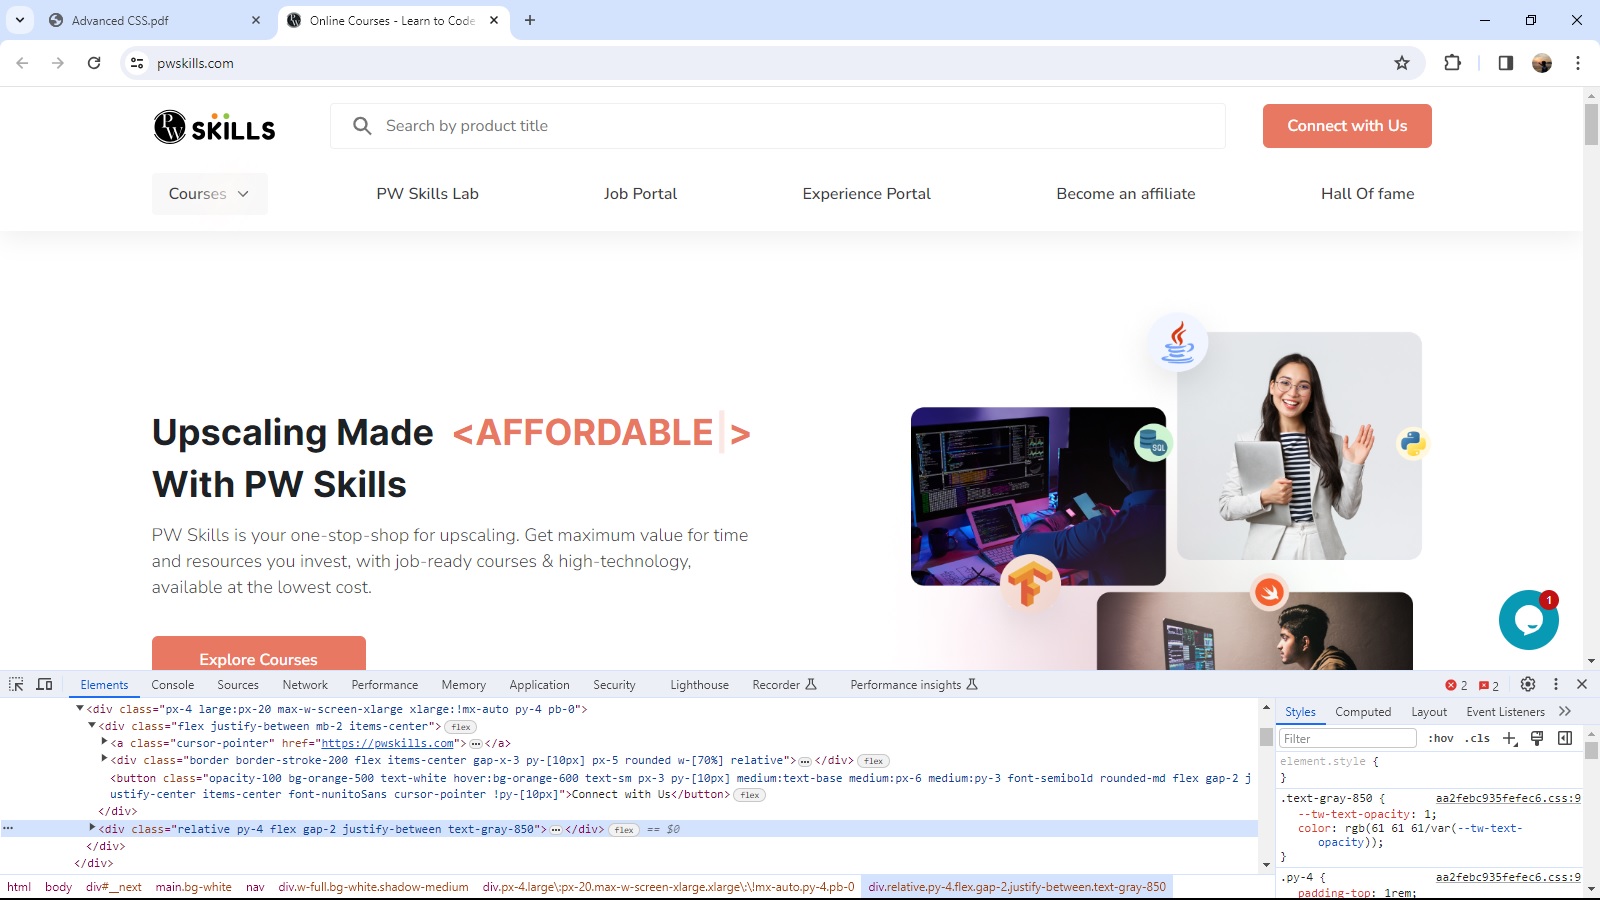 Advanced CSS.pdf
Online Courses - Learn to Code
pwskills.com
PW SKILLS
Search by product title
Connect with Us
Courses
PW Skills Lab
Job Portal
Experience Portal
Become an affiliate
Hall Of fame
Upscaling Made <AFFORDABLE >
With PW Skills
PW Skills is your one-stop-shop for upscaling. Get maximum value for time
and resources you invest, with job-ready courses & high-technology,
available at the lowest cost.
Explore Courses
SQL
1
Elements Console Sources Network Performance Memory Application Security Lighthouse Recorder Performance insights 2 2
<div class="px-4 large:px-20 max-w-screen-xlarge xlarge:!mx-auto py-4 pb-0">
<div class="flex justify-between mb-2 items-center"> flex
<a class="cursor-pointer" href="https://pwskills.com">…</a>
<div class="border border-stroke-200 flex items-center gap-x-3 py-[10px] px-5 rounded w-[70%] relative">…</div> flex
<button class="opacity-100 bg-orange-500 text-white hover:bg-orange-600 text-sm px-3 py-[10px] medium:text-base medium:px-6 medium:py-3 font-semibold rounded-md flex gap-2 j
ustify-center items-center font-nunitoSans cursor-pointer !py-[10px]">Connect with Us</button> flex
</div>
… <div class="relative py-4 flex gap-2 justify-between text-gray-850">…</div> flex == $0
</div>
</div>
html body div#__next main.bg-white nav div.w-full.bg-white.shadow-medium div.px-4.large\:px-20.max-w-screen-xlarge.xlarge\:\!mx-auto.py-4.pb-0 div.relative.py-4.flex.gap-2.justify-between.text-gray-850
Styles Computed Layout Event Listeners
Filter :hov .cls
element.style {
}
.text-gray-850 { aa2febc935fefec6.css:9
--tw-text-opacity: 1;
color: rgb(61 61 61/var(--tw-text-
opacity));
}
.py-4 { aa2febc935fefec6.css:9
padding-top: 1rem;